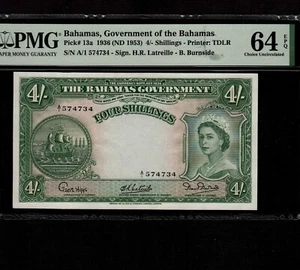 PMG
PAPER MONEY GUARANTY
Bahamas, Government of the Bahamas
Pick# 13a 1936 (ND 1953) 4/- Shillings - Printer: TDLR
S/N A/1 574734 - Sign. H.R. Latreille - B. Burnside
64 EPQ
Choice Uncirculated
THE BAHAMAS GOVERNMENT
4/-
4/-
FOUR SHILLINGS
A/1 574734
A/1 574734
4/-
4/-